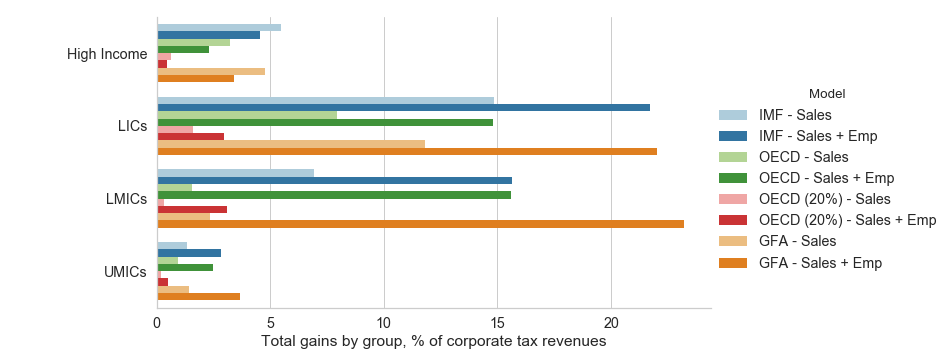 High Income
LICs
LMICs
UMICs
0 5 10 15 20
Total gains by group, % of corporate tax revenues
Model
IMF - Sales
IMF - Sales + Emp
OECD - Sales
OECD - Sales + Emp
OECD (20%) - Sales
OECD (20%) - Sales + Emp
GFA - Sales
GFA - Sales + Emp